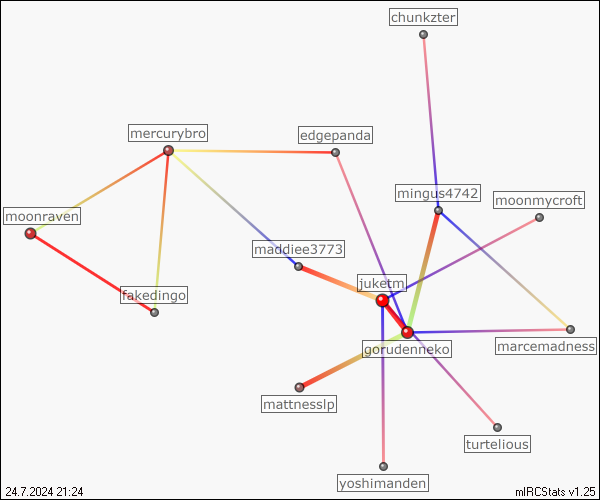 chunkzter
mercurybro
edgepanda
mingus4742
moonmycroft
moonraven
maddiee3773
juketm
fakedingo
gorudenneko
marcemadness
mattnesslp
turtelious
yoshimanden
24.7.2024 21:24
mIRCStats v1.25